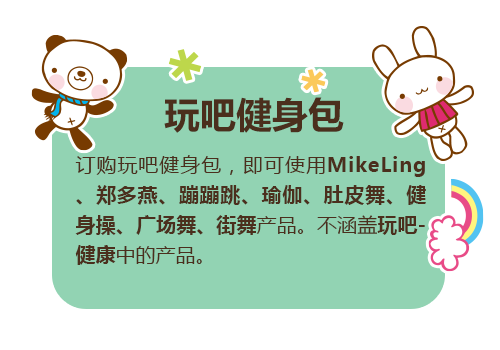 玩吧健身包
订购玩吧健身包，即可使用MikeLing
、郑多燕、蹦蹦跳、瑜伽、肚皮舞、健
身操、广场舞、街舞产品。不涵盖玩吧-
健康中的产品。